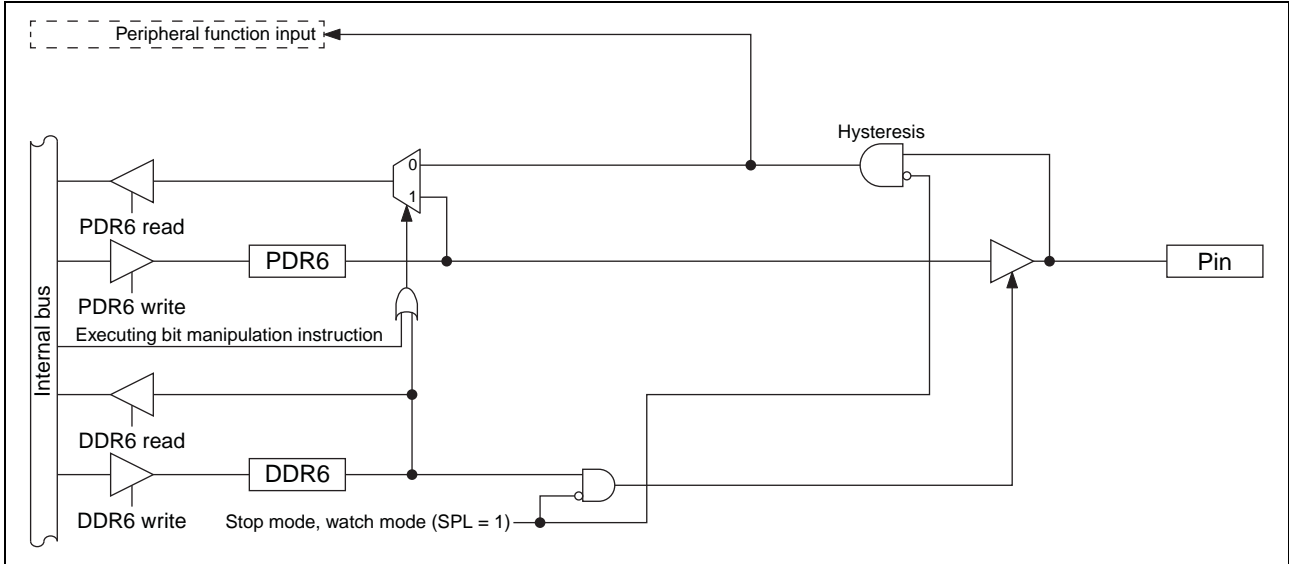 Peripheral function input
Hysteresis
0
1
PDR6 read
PDR6
Pin
PDR6 write
Executing bit manipulation instruction
Internal bus
DDR6 read
DDR6
DDR6 write
Stop mode, watch mode (SPL = 1)